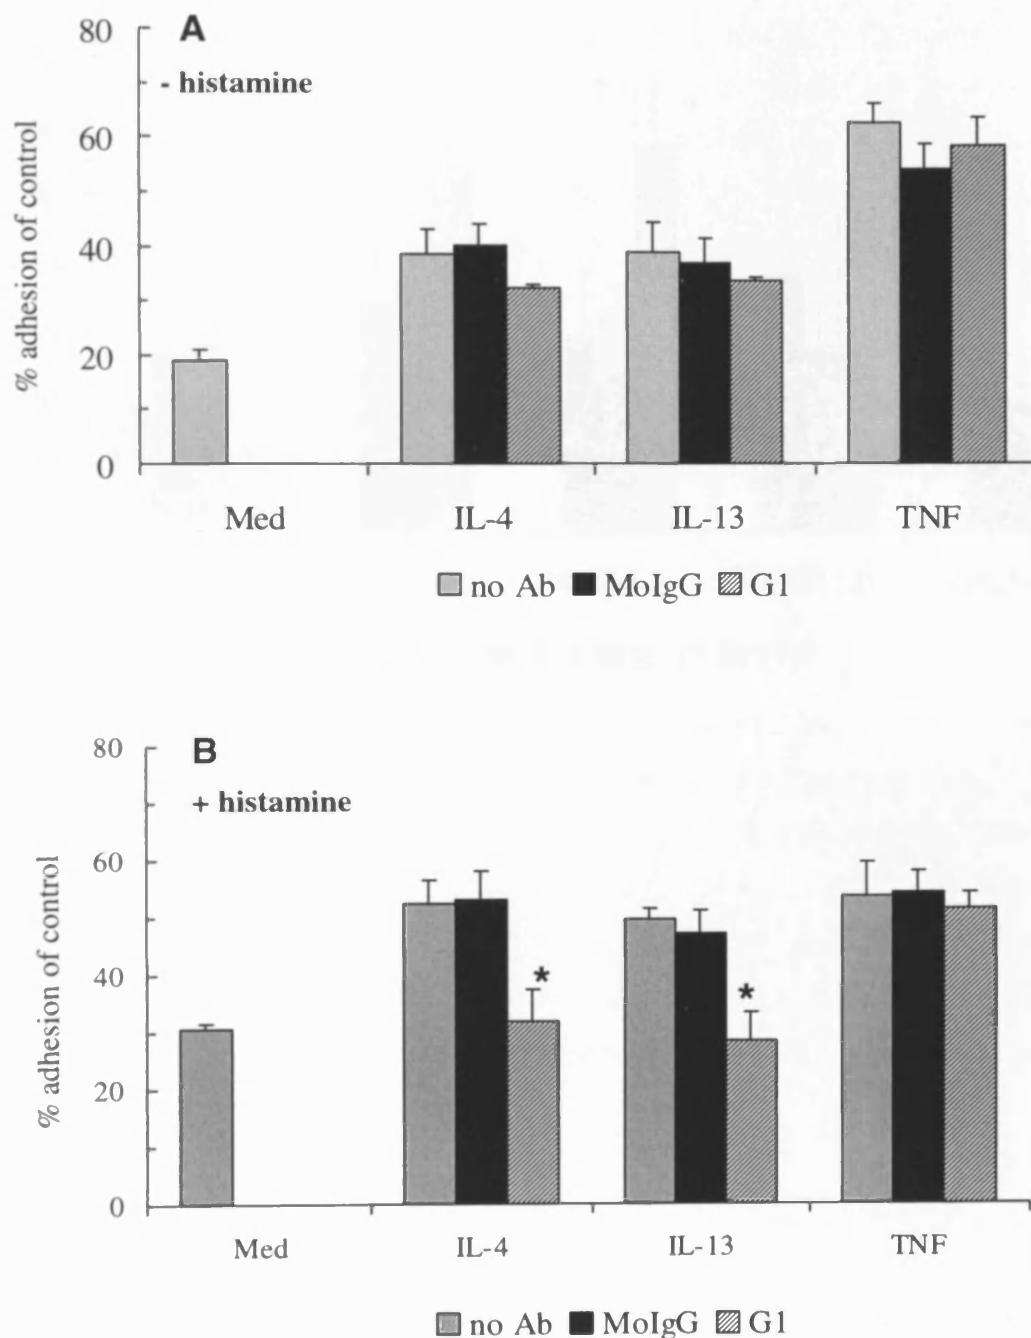 A
- histamine
80
60
40
20
0
% adhesion of control
Med IL-4 IL-13 TNF
no Ab MoIgG G1
B
+ histamine
80
60
40
20
0
% adhesion of control
*
*
Med IL-4 IL-13 TNF
no Ab MoIgG G1